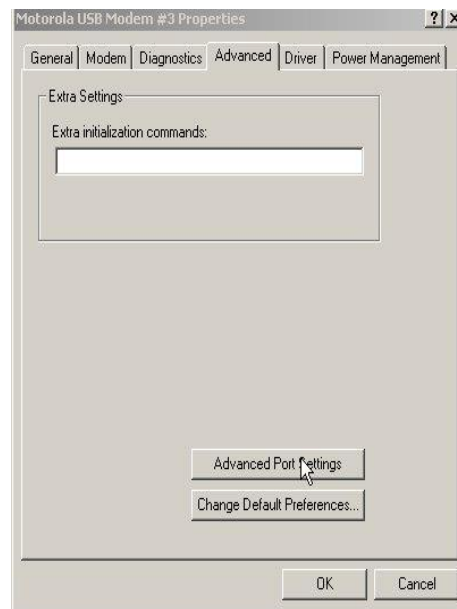 Motorola USB Modem #3 Properties
General Modem Diagnostics Advanced Driver Power Management
Extra Settings
Extra initialization commands:
Advanced Port Settings
Change Default Preferences...
OK Cancel